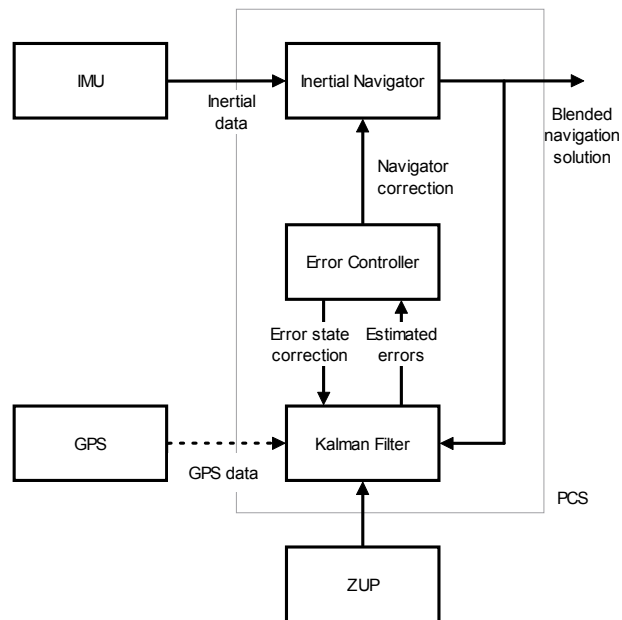 IMU
Inertial Navigator
Inertial
data
Blended
navigation
solution
Navigator
correction
Error Controller
Error state
correction
Estimated
errors
GPS
Kalman Filter
GPS data
PCS
ZUP